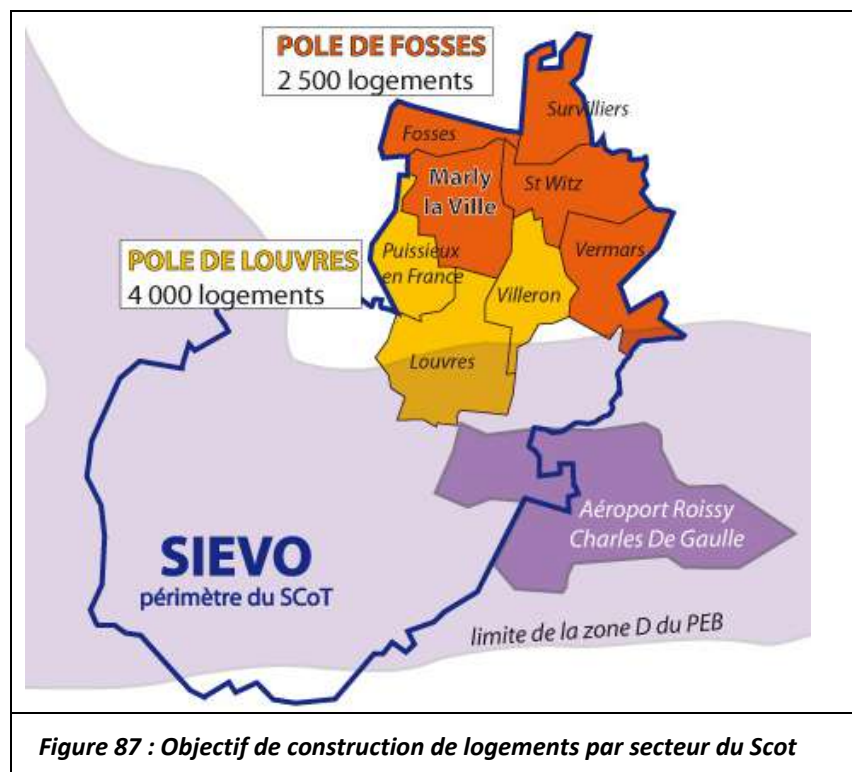 POLE DE FOSSES
2 500 logements
Survilliers
Fosses
Marly
la Ville
St Witz
POLE DE LOUVRES
4 000 logements
Puissieux
en France
Vermars
Villeron
Louvres
Aéroport Roissy
Charles De Gaulle
SIEVO
périmètre du SCoT
limite de la zone D du PEB
Figure 87 : Objectif de construction de logements par secteur du Scot